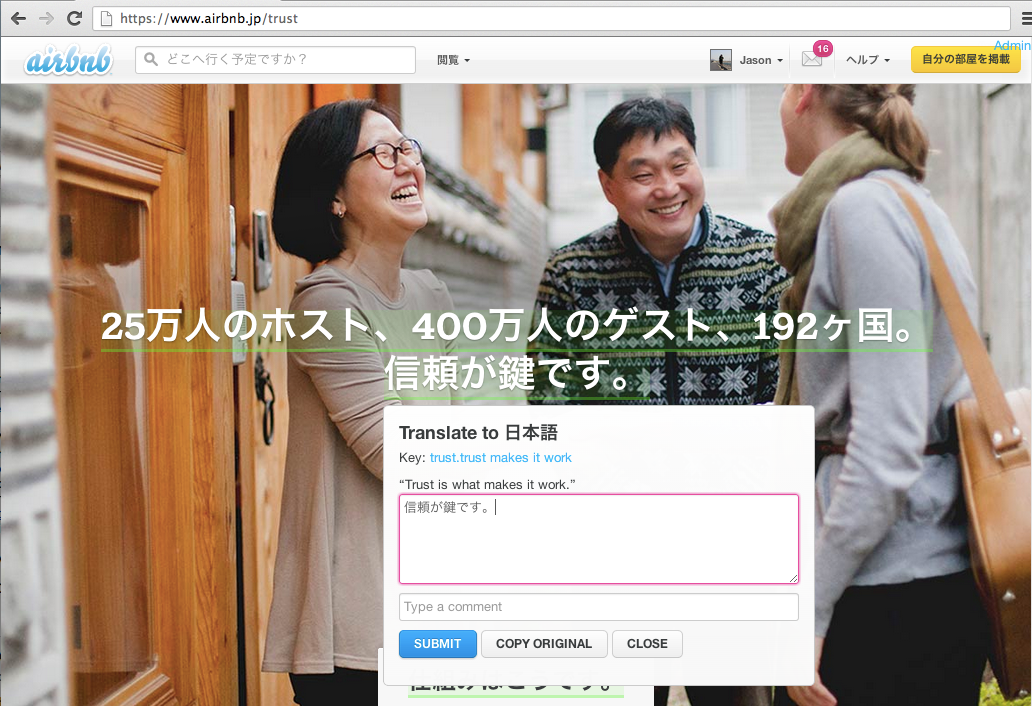 https://www.airbnb.jp/trust
Admin
airbnb
どこへ行く予定ですか？
閲覧
Jason
16
ヘルプ
自分の部屋を掲載
25万人のホスト、400万人のゲスト、192ヶ国。
信頼が鍵です。
Translate to 日本語
Key: trust.trust makes it work
“Trust is what makes it work.”
信頼が鍵です。
Type a comment
SUBMIT
COPY ORIGINAL
CLOSE